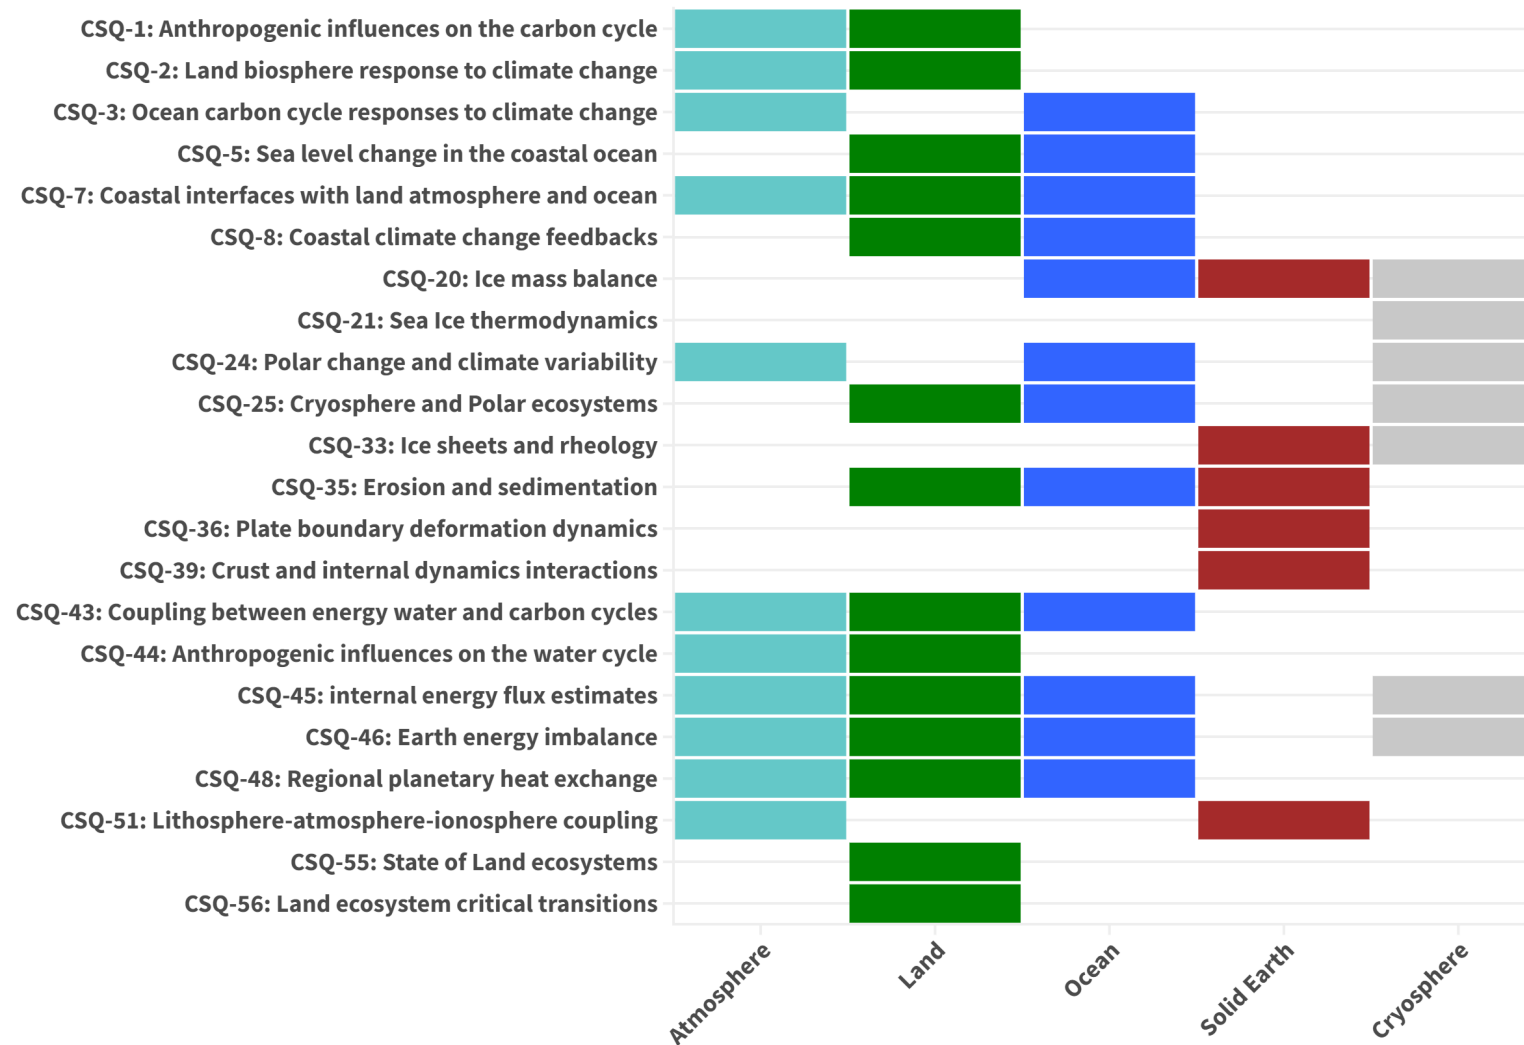 CSQ-1: Anthropogenic influences on the carbon cycle
CSQ-2: Land biosphere response to climate change
CSQ-3: Ocean carbon cycle responses to climate change
CSQ-5: Sea level change in the coastal ocean
CSQ-7: Coastal interfaces with land atmosphere and ocean
CSQ-8: Coastal climate change feedbacks
CSQ-20: Ice mass balance
CSQ-21: Sea Ice thermodynamics
CSQ-24: Polar change and climate variability
CSQ-25: Cryosphere and Polar ecosystems
CSQ-33: Ice sheets and rheology
CSQ-35: Erosion and sedimentation
CSQ-36: Plate boundary deformation dynamics
CSQ-39: Crust and internal dynamics interactions
CSQ-43: Coupling between energy water and carbon cycles
CSQ-44: Anthropogenic influences on the water cycle
CSQ-45: internal energy flux estimates
CSQ-46: Earth energy imbalance
CSQ-48: Regional planetary heat exchange
CSQ-51: Lithosphere-atmosphere-ionosphere coupling
CSQ-55: State of Land ecosystems
CSQ-56: Land ecosystem critical transitions
Atmosphere
Land
Ocean
Solid Earth
Cryosphere